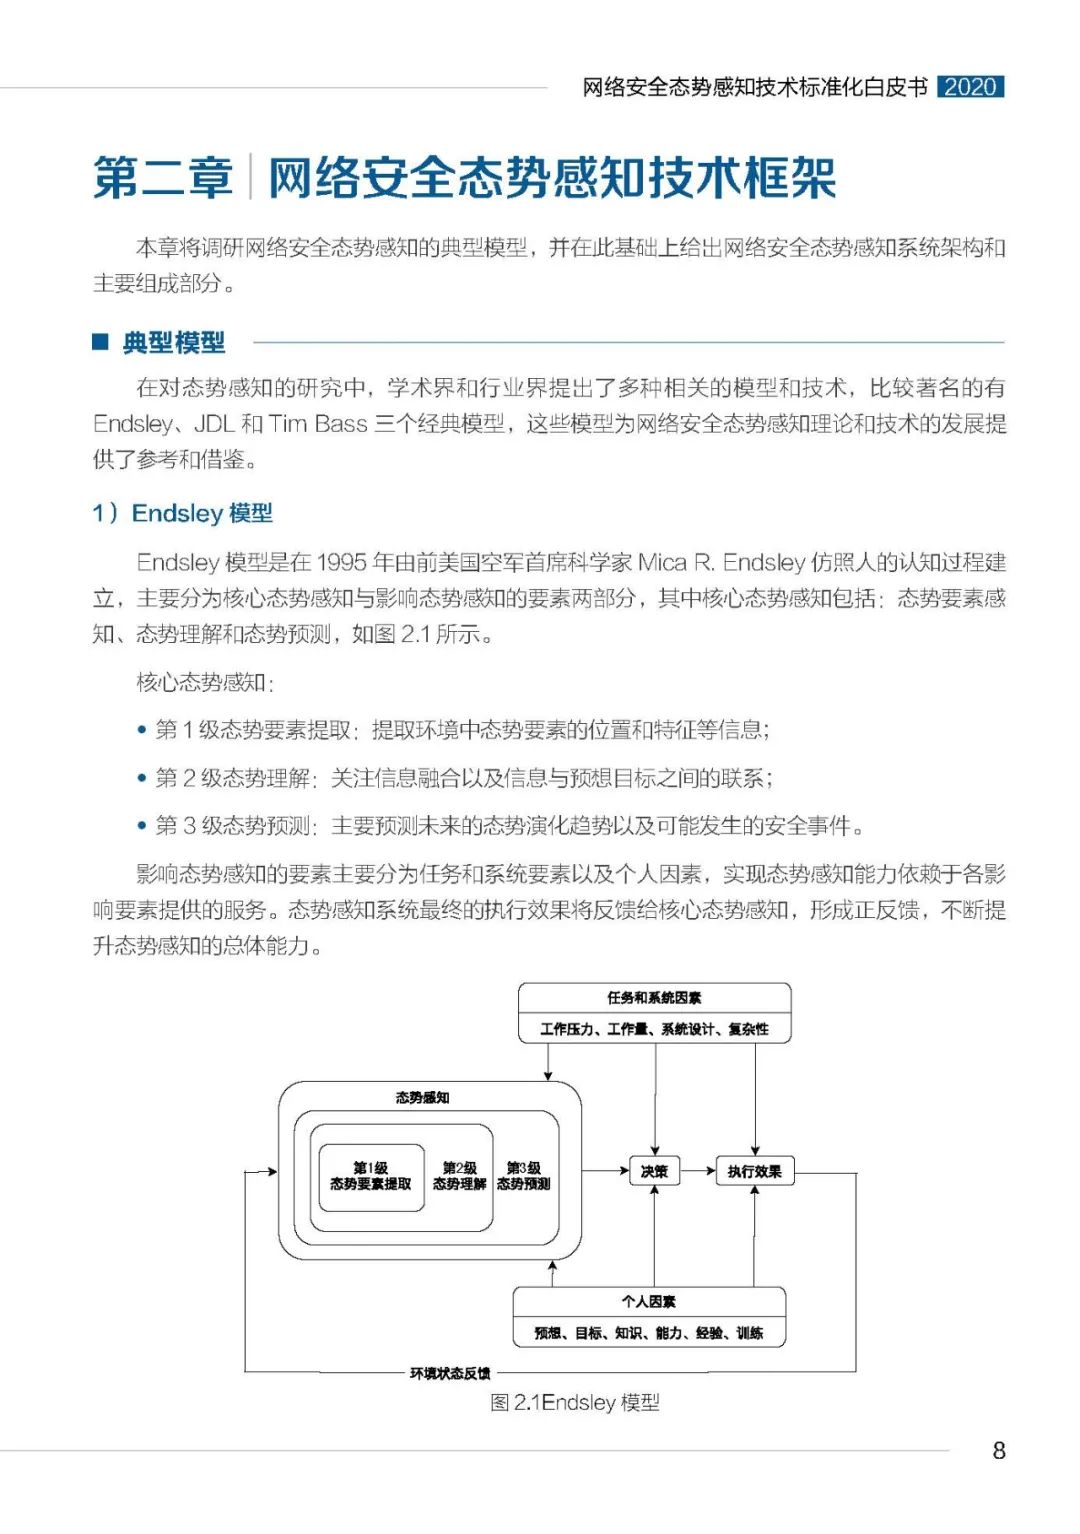 网络安全态势感知技术标准化白皮书 2020
第二章 网络安全态势感知技术框架
本章将调研网络安全态势感知的典型模型，并在此基础上给出网络安全态势感知系统架构和
主要组成部分。
典型模型
在对态势感知的研究中，学术界和行业界提出了多种相关的模型和技术，比较著名的有
Endsley、JDL 和 Tim Bass 三个经典模型，这些模型为网络安全态势感知理论和技术的发展提
供了参考和借鉴。
1）Endsley 模型
Endsley 模型是在 1995 年由前美国空军首席科学家 Mica R. Endsley 仿照人的认知过程建
立，主要分为核心态势感知与影响态势感知的要素两部分，其中核心态势感知包括：态势要素感
知、态势理解和态势预测，如图 2.1 所示。
核心态势感知：
• 第 1 级态势要素提取：提取环境中态势要素的位置和特征等信息；
• 第 2 级态势理解：关注信息融合以及信息与预想目标之间的联系；
• 第 3 级态势预测：主要预测未来的态势演化趋势以及可能发生的安全事件。
影响态势感知的要素主要分为任务和系统要素以及个人因素，实现态势感知能力依赖于各影
响要素提供的服务。态势感知系统最终的执行效果将反馈给核心态势感知，形成正反馈，不断提
升态势感知的总体能力。
任务和系统因素
工作压力、工作量、系统设计、复杂性
态势感知
第1级
态势要素提取
第2级
态势理解
第3级
态势预测
决策
执行效果
个人因素
预想、目标、知识、能力、经验、训练
环境状态反馈
图 2.1Endsley 模型
8